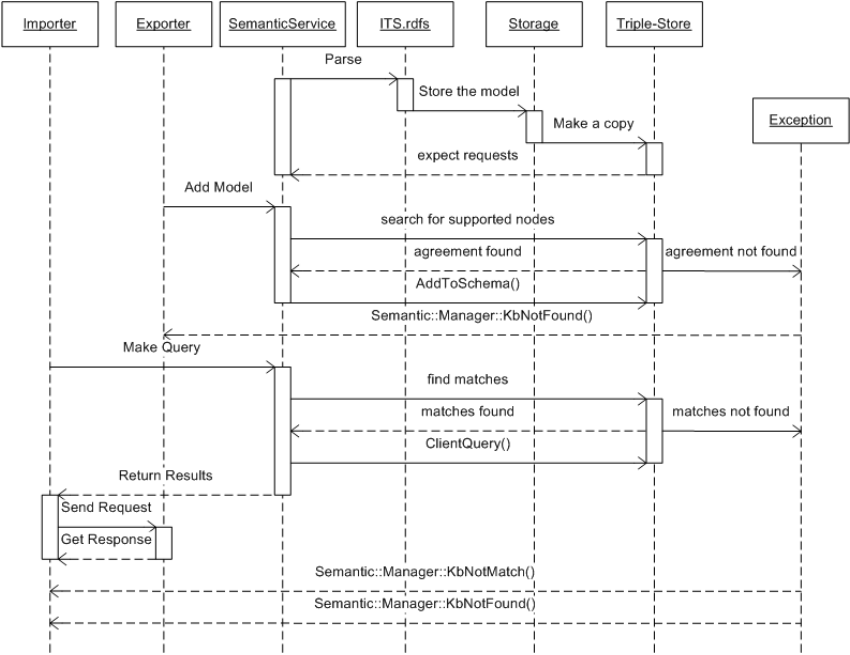 Importer
Exporter
SemanticService
ITS.rdfs
Storage
Triple-Store
Parse
Store the model
Exception
Make a copy
expect requests
Add Model
search for supported nodes
agreement found
agreement not found
AddToSchema()
Semantic::Manager::KbNotFound()
Make Query
find matches
matches found
matches not found
ClientQuery()
Return Results
Send Request
Get Response
Semantic::Manager::KbNotMatch()
Semantic::Manager::KbNotFound()